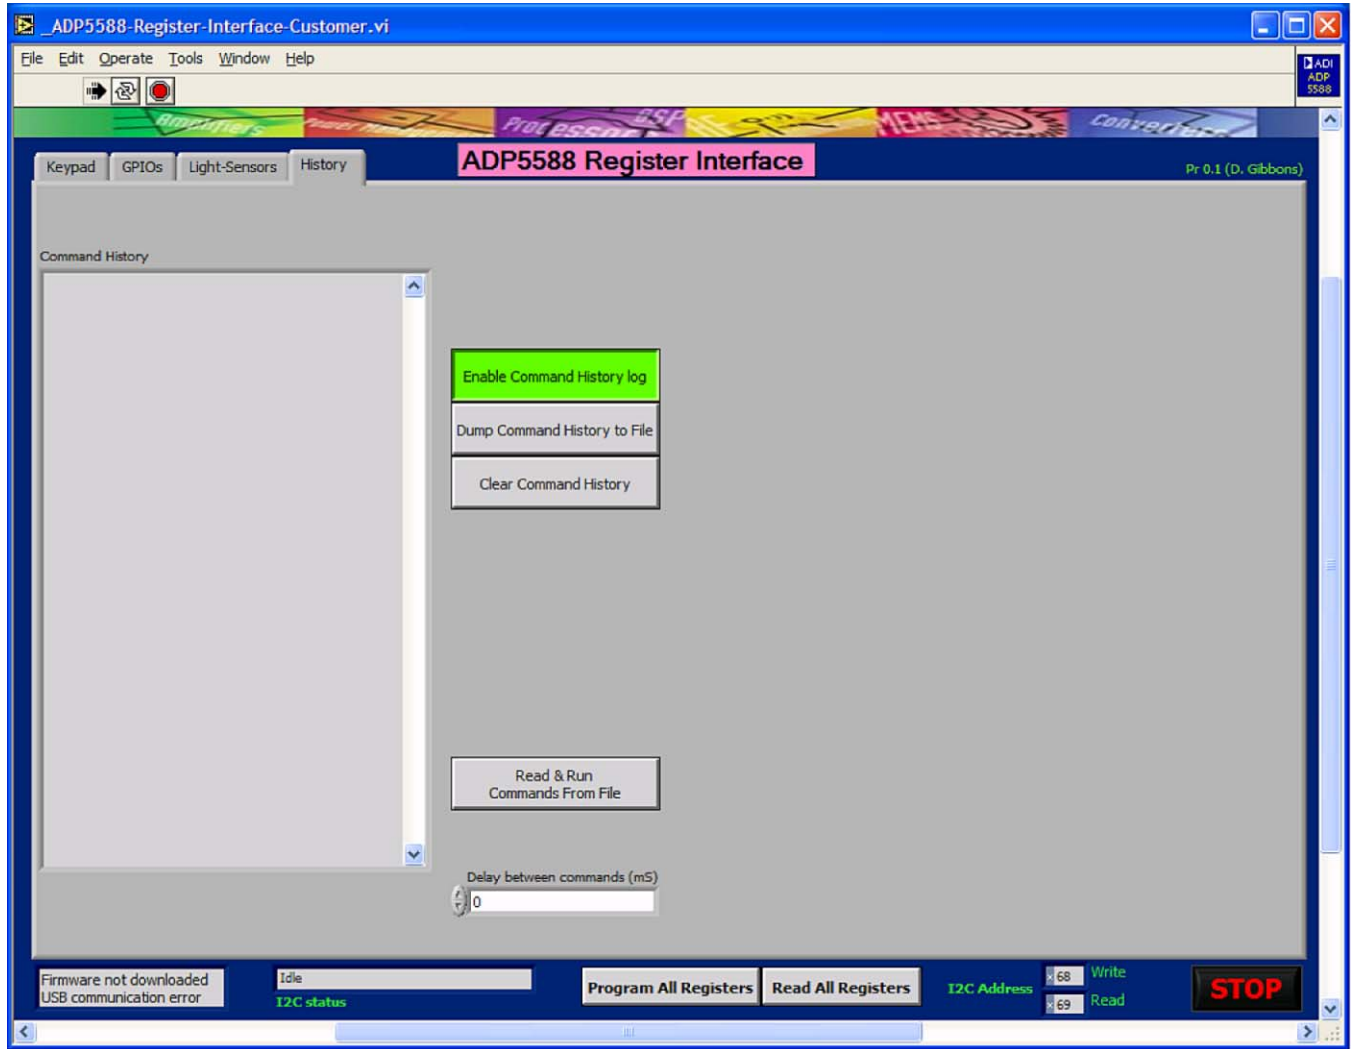 _ADP5588-Register-Interface-Customer.vi
File Edit Operate Tools Window Help
ADI
ADP
5588
Amplifiers Power Management Processors DSP MEMS Converters
Keypad GPIOs Light-Sensors History
ADP5588 Register Interface
Pr 0.1 (D. Gibbons)
Command History
Enable Command History log
Dump Command History to File
Clear Command History
Read & Run
Commands From File
Delay between commands (mS)
0
Firmware not downloaded
USB communication error
Idle
I2C status
Program All Registers
Read All Registers
I2C Address
x 68 Write
x 69 Read
STOP